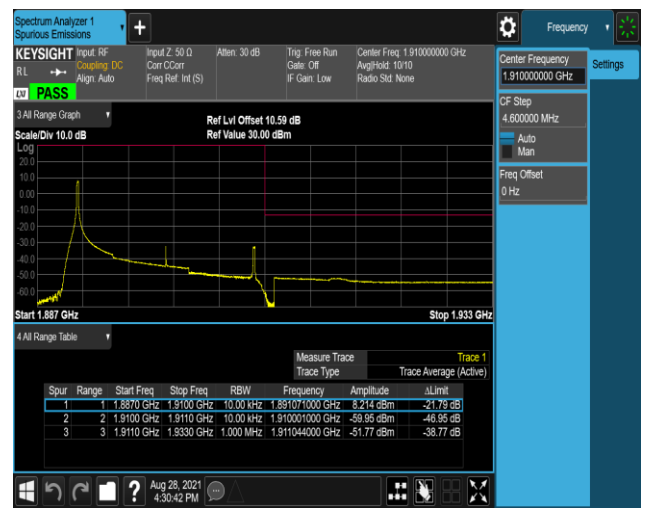 Spectrum Analyzer 1
Spurious Emissions
+
Frequency
KEYSIGHT Input: RF Input Z: 50 Ω Atten: 30 dB Trig: Free Run Center Freq: 1.910000000 GHz
RL Coupling: DC Corr CCorr Gate: Off Avg|Hold: 10/10
Align: Auto Freq Ref: Int (S) IF Gain: Low Radio Std: None
LXI PASS
3 All Range Graph
Ref Lvl Offset 10.59 dB
Scale/Div 10.0 dB Ref Value 30.00 dBm
Log
20.0
10.0
0.00
-10.0
-20.0
-30.0
-40.0
-50.0
-60.0
Start 1.887 GHz Stop 1.933 GHz
4 All Range Table
Measure Trace Trace 1
Trace Type Trace Average (Active)
Spur Range Start Freq Stop Freq RBW Frequency Amplitude ΔLimit
1 1 1.8870 GHz 1.9100 GHz 10.00 kHz 1.891071000 GHz 8.214 dBm -21.79 dB
2 2 1.9100 GHz 1.9110 GHz 10.00 kHz 1.910001000 GHz -59.95 dBm -46.95 dB
3 3 1.9110 GHz 1.9330 GHz 1.000 MHz 1.911044000 GHz -51.77 dBm -38.77 dB
?
Aug 28, 2021
4:30:42 PM
Center Frequency
1.910000000 GHz
Settings
CF Step
4.600000 MHz
Auto
Man
Freq Offset
0 Hz